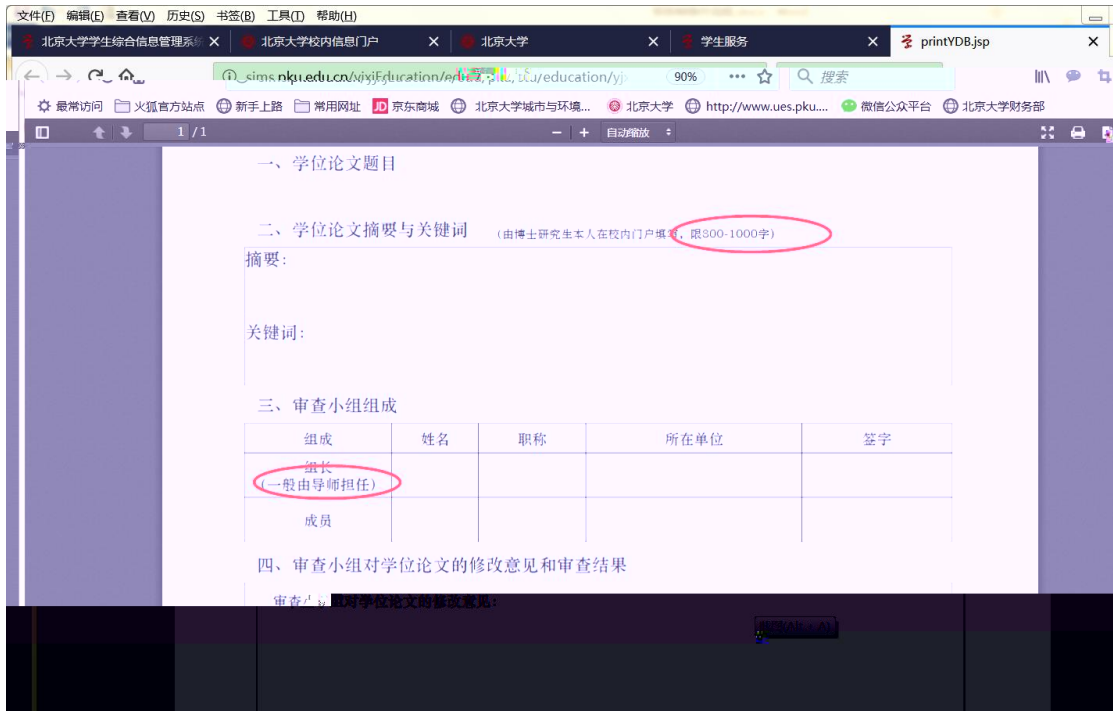 文件(F) 编辑(E) 查看(V) 历史(S) 书签(B) 工具(T) 帮助(H)
北京大学学生综合信息管理系统 北京大学校内信息门户 北京大学 学生服务 printYDB.jsp
90% 搜索
最常访问 火狐官方站点 新手上路 常用网址 JD 京东商城 北京大学城市与环境... 北京大学 http://www.ues.pku.... 微信公众平台 北京大学财务部
1 / 1 自动缩放
一、学位论文题目
二、学位论文摘要与关键词 (由博士研究生本人在校内门户填写,限800-1000字)
摘要:
关键词:
三、审查小组组成
组成 姓名 职称 所在单位 签字
组长
(一般由导师担任)
成员
四、审查小组对学位论文的修改意见和审查结果
审查小组对学位论文的修改意见: